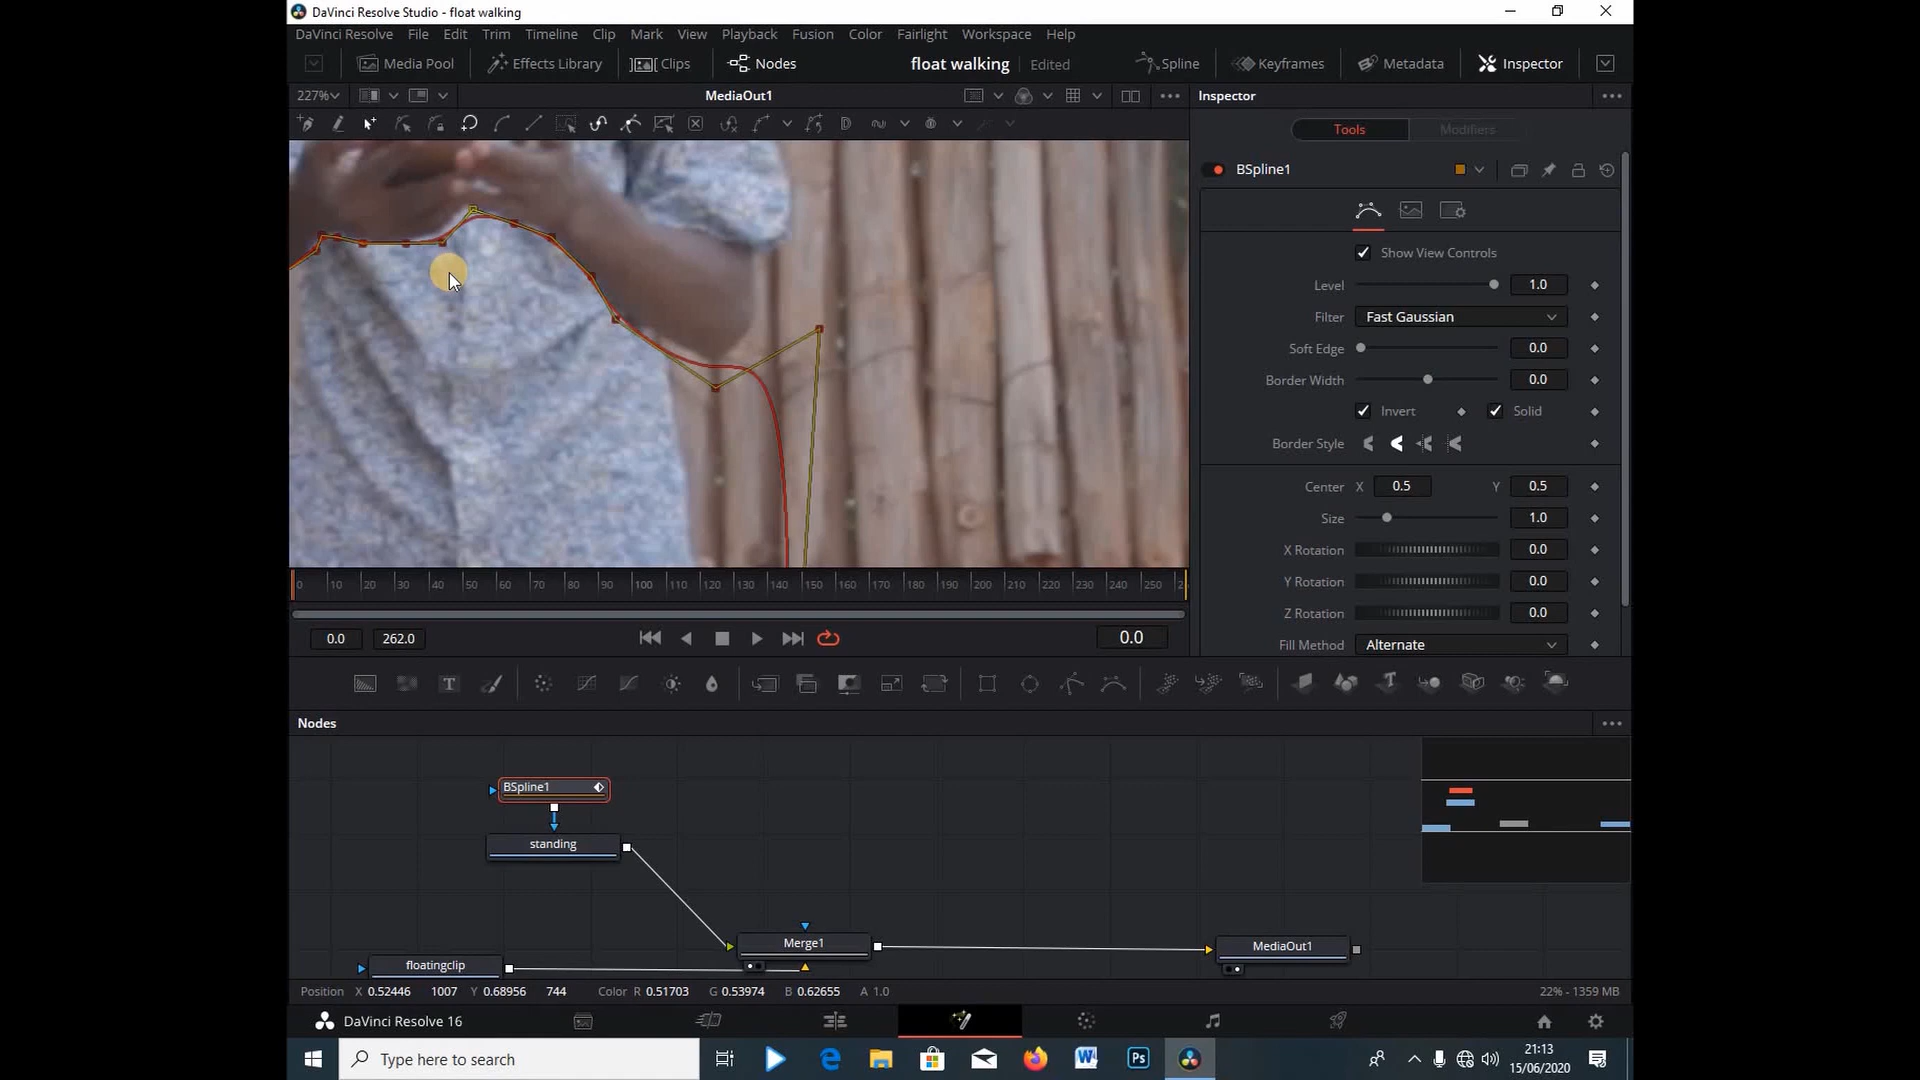 DaVinci Resolve Studio - float walking
DaVinci Resolve File Edit Trim Timeline Clip Mark View Playback Fusion Color Fairlight Workspace Help
Media Pool Effects Library Clips Nodes float walking Edited Spline Keyframes Metadata Inspector
227% MediaOut1 Inspector
Tools Modifiers
BSpline1
Show View Controls
Level 1.0
Filter Fast Gaussian
Soft Edge 0.0
Border Width 0.0
Invert Solid
Border Style
Center X 0.5 Y 0.5
Size 1.0
X Rotation 0.0
Y Rotation 0.0
Z Rotation 0.0
Fill Method Alternate
0 10 20 30 40 50 60 70 80 90 100 110 120 130 140 150 160 170 180 190 200 210 220 230 240 250
0.0 262.0 0.0
T T
Nodes
BSpline1
standing
Merge1
MediaOut1
floatingclip
Position X 0.52446 1007 Y 0.68956 744 Color R 0.51703 G 0.53974 B 0.62655 A 1.0 22% - 1359 MB
DaVinci Resolve 16
Type here to search
Ps
21:13
15/06/2020